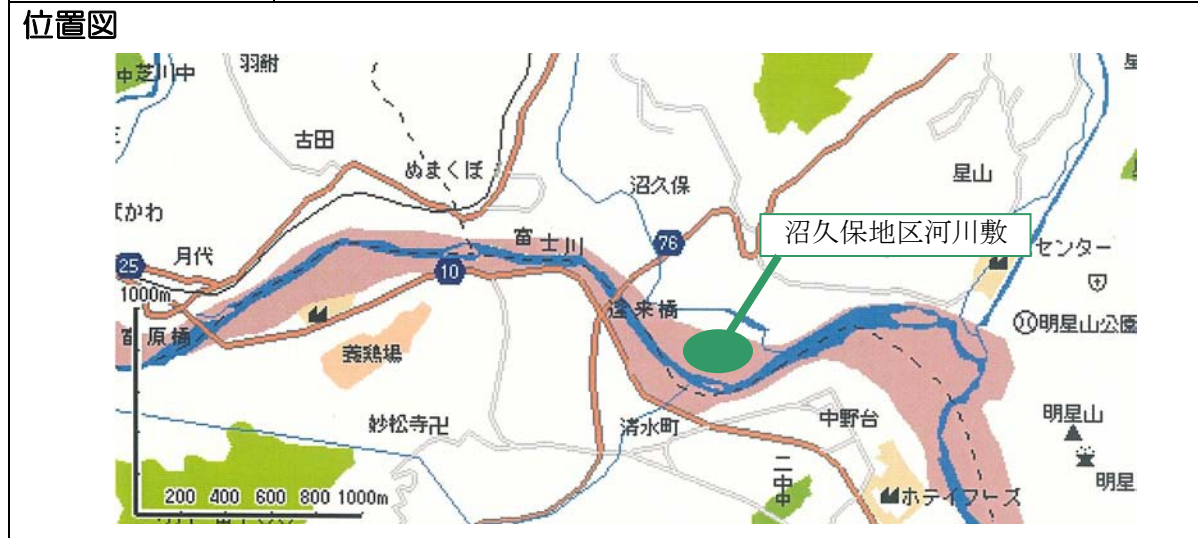 位置図
羽鮒
中芝川中
星
古田
ぬまくぼ
沼久保
星山
沼久保地区河川敷
富士川
76
センター
月代
25
10
1000m
蓬来橋
明星山公園
原橋
養鶏場
妙松寺卍
清水町
中野台
明星山
二中
明星
200 400 600 800 1000m
ホテイフーズ